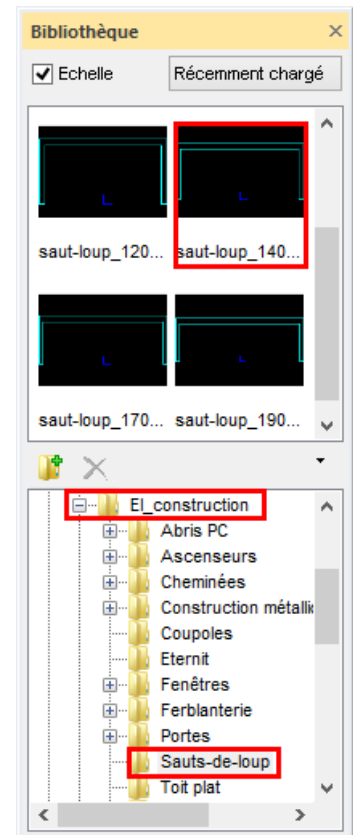 Bibliothèque
Echelle Récemment chargé
saut-loup_120... saut-loup_140...
saut-loup_170... saut-loup_190...
El_construction
Abris PC
Ascenseurs
Cheminées
Construction métallic
Coupoles
Eternit
Fenêtres
Ferblanterie
Portes
Sauts-de-loup
Toit plat